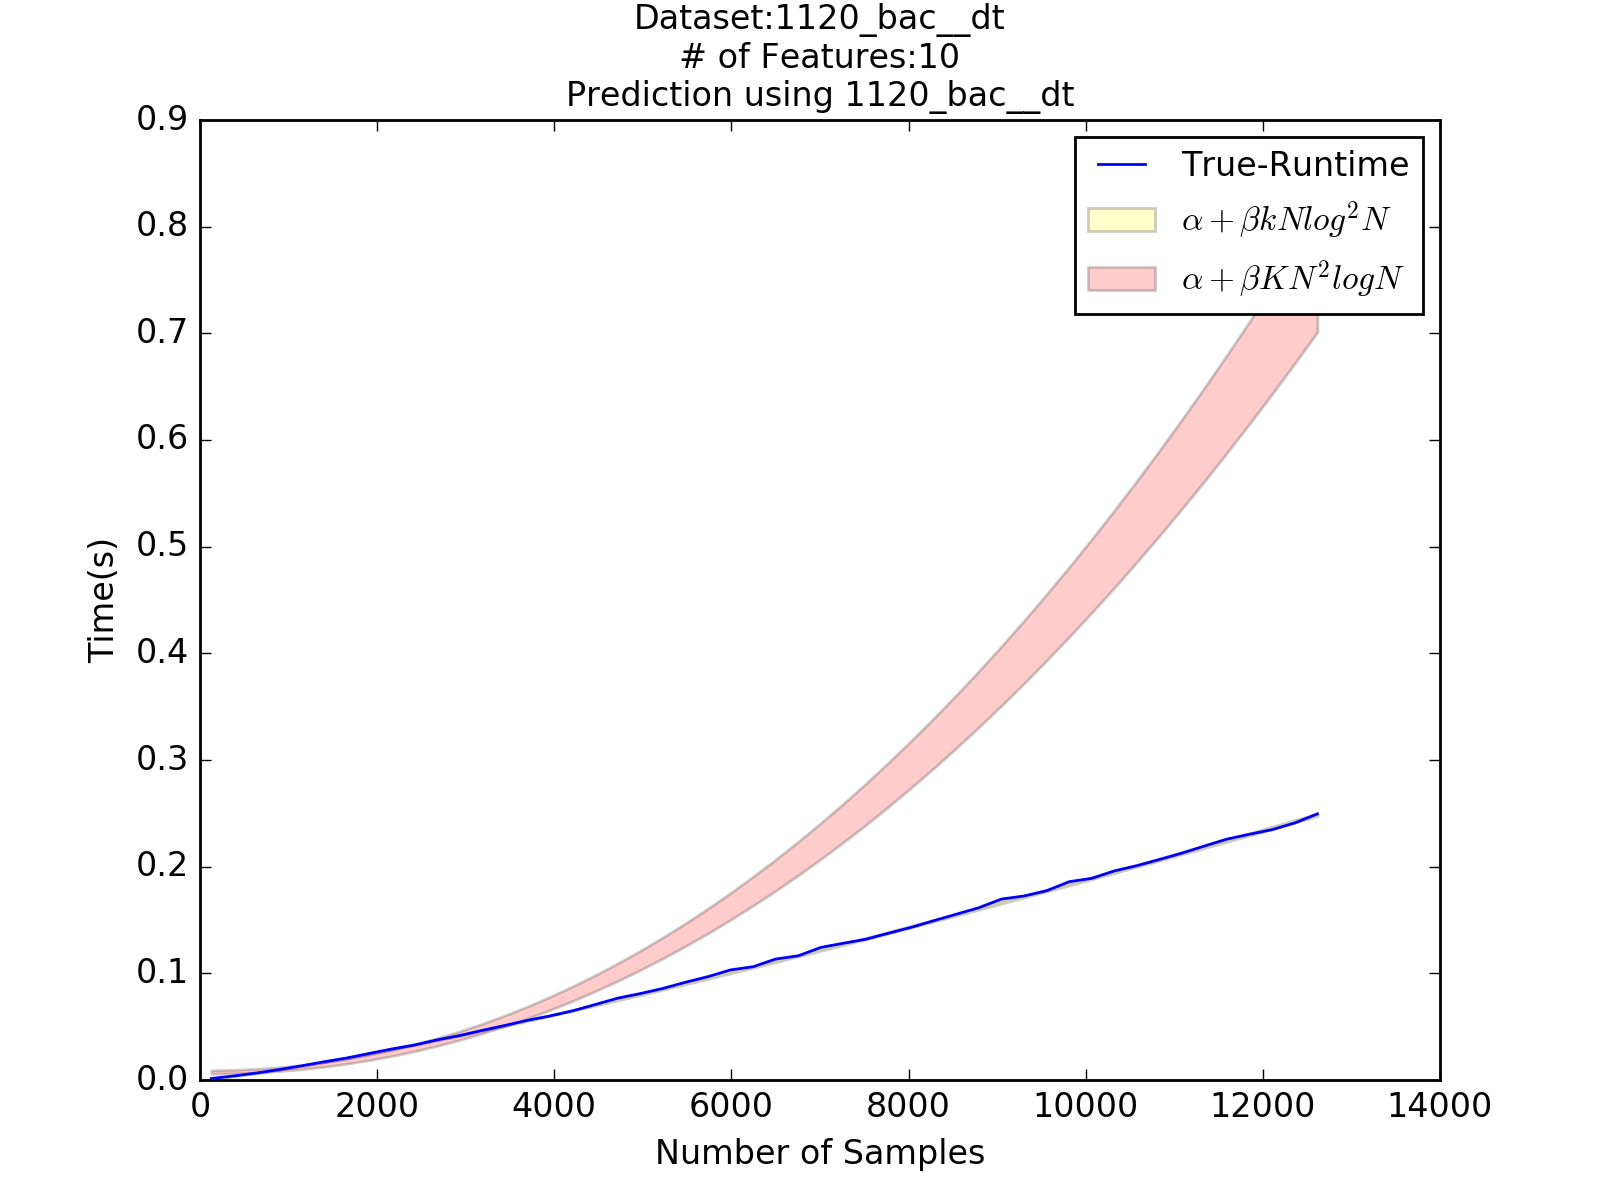 Dataset:1120_bac__dt
# of Features:10
Prediction using 1120_bac__dt
0.9
0.8
0.7
0.6
0.5
0.4
0.3
0.2
0.1
0.0
Time(s)
True-Runtime
α + βkNlog²N
α + βKN²logN
0 2000 4000 6000 8000 10000 12000 14000
Number of Samples